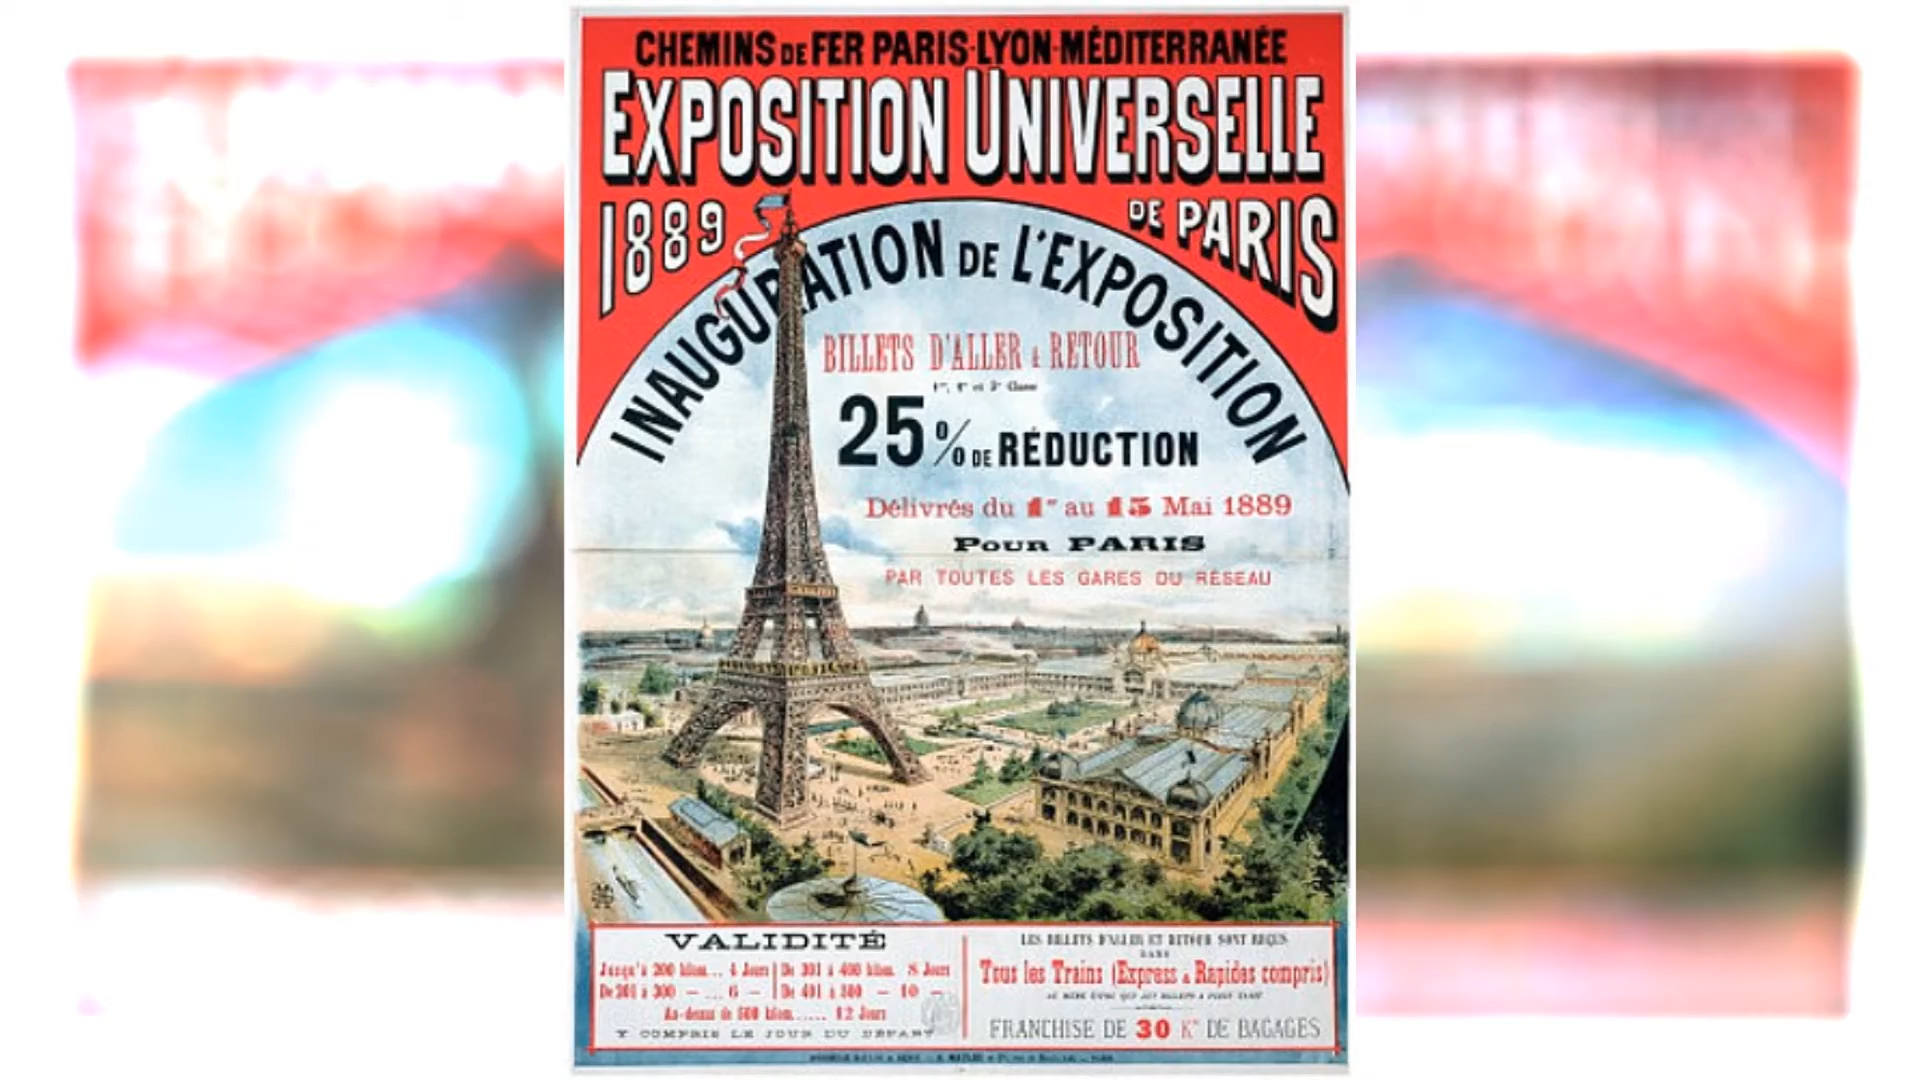 CHEMINS DE FER PARIS-LYON-MÉDITERRANÉE
EXPOSITION UNIVERSELLE
1889 DE PARIS
INAUGURATION DE L'EXPOSITION
BILLETS D'ALLER & RETOUR
25% DE RÉDUCTION
Délivrés du 1er au 15 Mai 1889
POUR PARIS
PAR TOUTES LES GARES DU RÉSEAU
VALIDITÉ
Jusqu'à 200 kilom... 4 Jours
De 201 à 300 — ... 6 —
De 301 à 400 kilom. 8 Jours
De 401 à 500 — 10 —
Au-dessus de 500 kilom...... 12 Jours
Y COMPRIS LE JOUR DU DÉPART
LES BILLETS D'ALLER ET RETOUR SONT REÇUS
DANS
Tous les Trains (Express & Rapides compris)
FRANCHISE DE 30 Kos DE BAGAGES